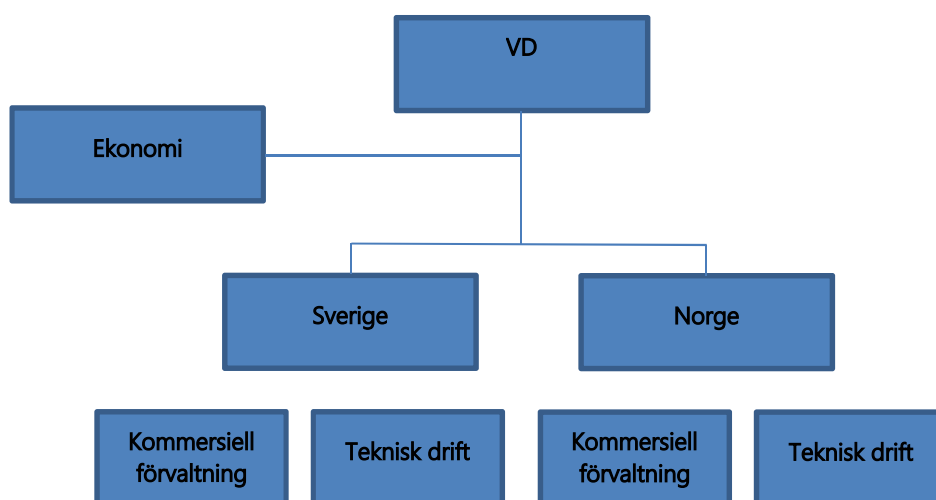 VD
Ekonomi
Sverige
Norge
Kommersiell
förvaltning
Teknisk drift
Kommersiell
förvaltning
Teknisk drift